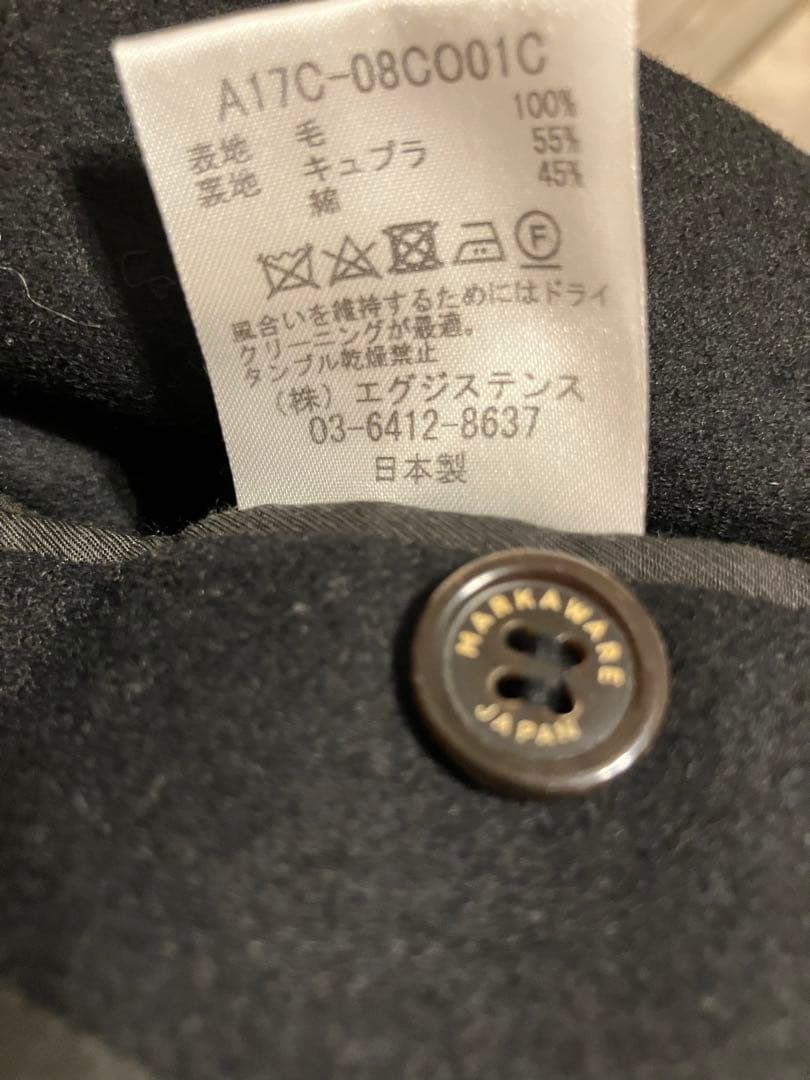 A17C-08CO01C
表地 毛 100%
裏地 キュプラ 55%
綿 45%
F
風合いを維持するためにはドライ
クリーニングが最適。
タンブル乾燥禁止
(株) エグジステンス
03-6412-8637
日本製
MARKAWARE
JAPAN